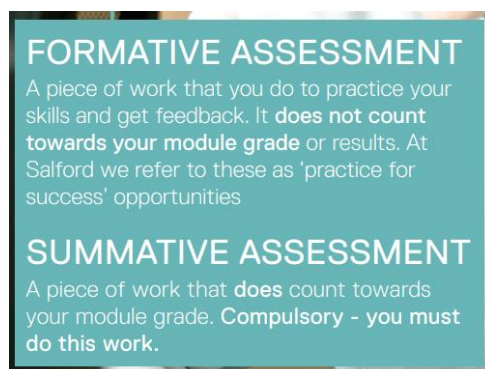 FORMATIVE ASSESSMENT
A piece of work that you do to practice your
skills and get feedback. It does not count
towards your module grade or results. At
Salford we refer to these as ‘practice for
success’ opportunities
SUMMATIVE ASSESSMENT
A piece of work that does count towards
your module grade. Compulsory - you must
do this work.